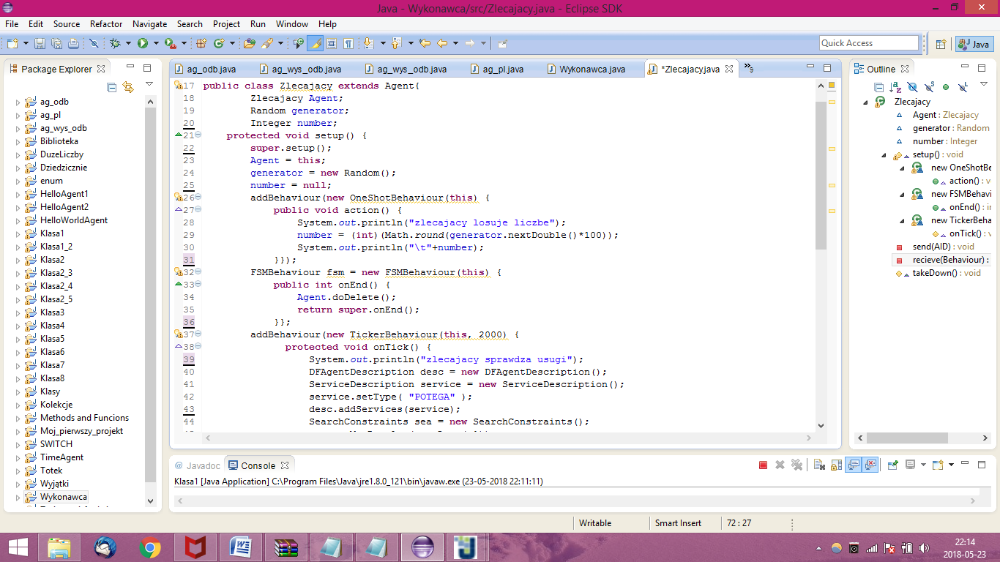 Java - Wykonawca/src/Zlecajacy.java - Eclipse SDK
File Edit Source Refactor Navigate Search Project Run Window Help
Quick Access
Java
Package Explorer
ag_odb
ag_pl
ag_wys_odb
Biblioteka
DuzeLiczby
Dziedzicznie
enum
HelloAgent1
HelloAgent2
HelloWorldAgent
Klasa1
Klasa1_2
Klasa2
Klasa2_3
Klasa2_4
Klasa2_5
Klasa3
Klasa4
Klasa5
Klasa6
Klasa7
Klasa8
Klasy
Kolekcje
Methods and Funcions
Moj_pierwszy_projekt
SWITCH
TimeAgent
Totek
Wyjątki
Wykonawca
ag_odb.java ag_wys_odb.java ag_wys_odb.java ag_pl.java Wykonawca.java *Zlecajacy.java »9
17 public class Zlecajacy extends Agent{
18 Zlecajacy Agent;
19 Random generator;
20 Integer number;
21 protected void setup() {
22 super.setup();
23 Agent = this;
24 generator = new Random();
25 number = null;
26 addBehaviour(new OneShotBehaviour(this) {
27 public void action() {
28 System.out.println("zlecajacy losuje liczbe");
29 number = (int)(Math.round(generator.nextDouble()*100));
30 System.out.println("\t"+number);
31 }});
32 FSMBehaviour fsm = new FSMBehaviour(this) {
33 public int onEnd() {
34 Agent.doDelete();
35 return super.onEnd();
36 }};
37 addBehaviour(new TickerBehaviour(this, 2000) {
38 protected void onTick() {
39 System.out.println("zlecajacy sprawdza usugi");
40 DFAgentDescription desc = new DFAgentDescription();
41 ServiceDescription service = new ServiceDescription();
42 service.setType( "POTEGA" );
43 desc.addServices(service);
44 SearchConstraints sea = new SearchConstraints();
Outline
Zlecajacy
Agent : Zlecajacy
generator : Random
number : Integer
setup() : void
new OneShotBe
action() : v
new FSMBehavi
onEnd() : in
new TickerBeha
onTick() : v
send(AID) : void
recieve(Behaviour) :
takeDown() : void
@ Javadoc Console
Klasa1 [Java Application] C:\Program Files\Java\jre1.8.0_121\bin\javaw.exe (23-05-2018 22:11:11)
Writable Smart Insert 72 : 27
22:14
2018-05-23